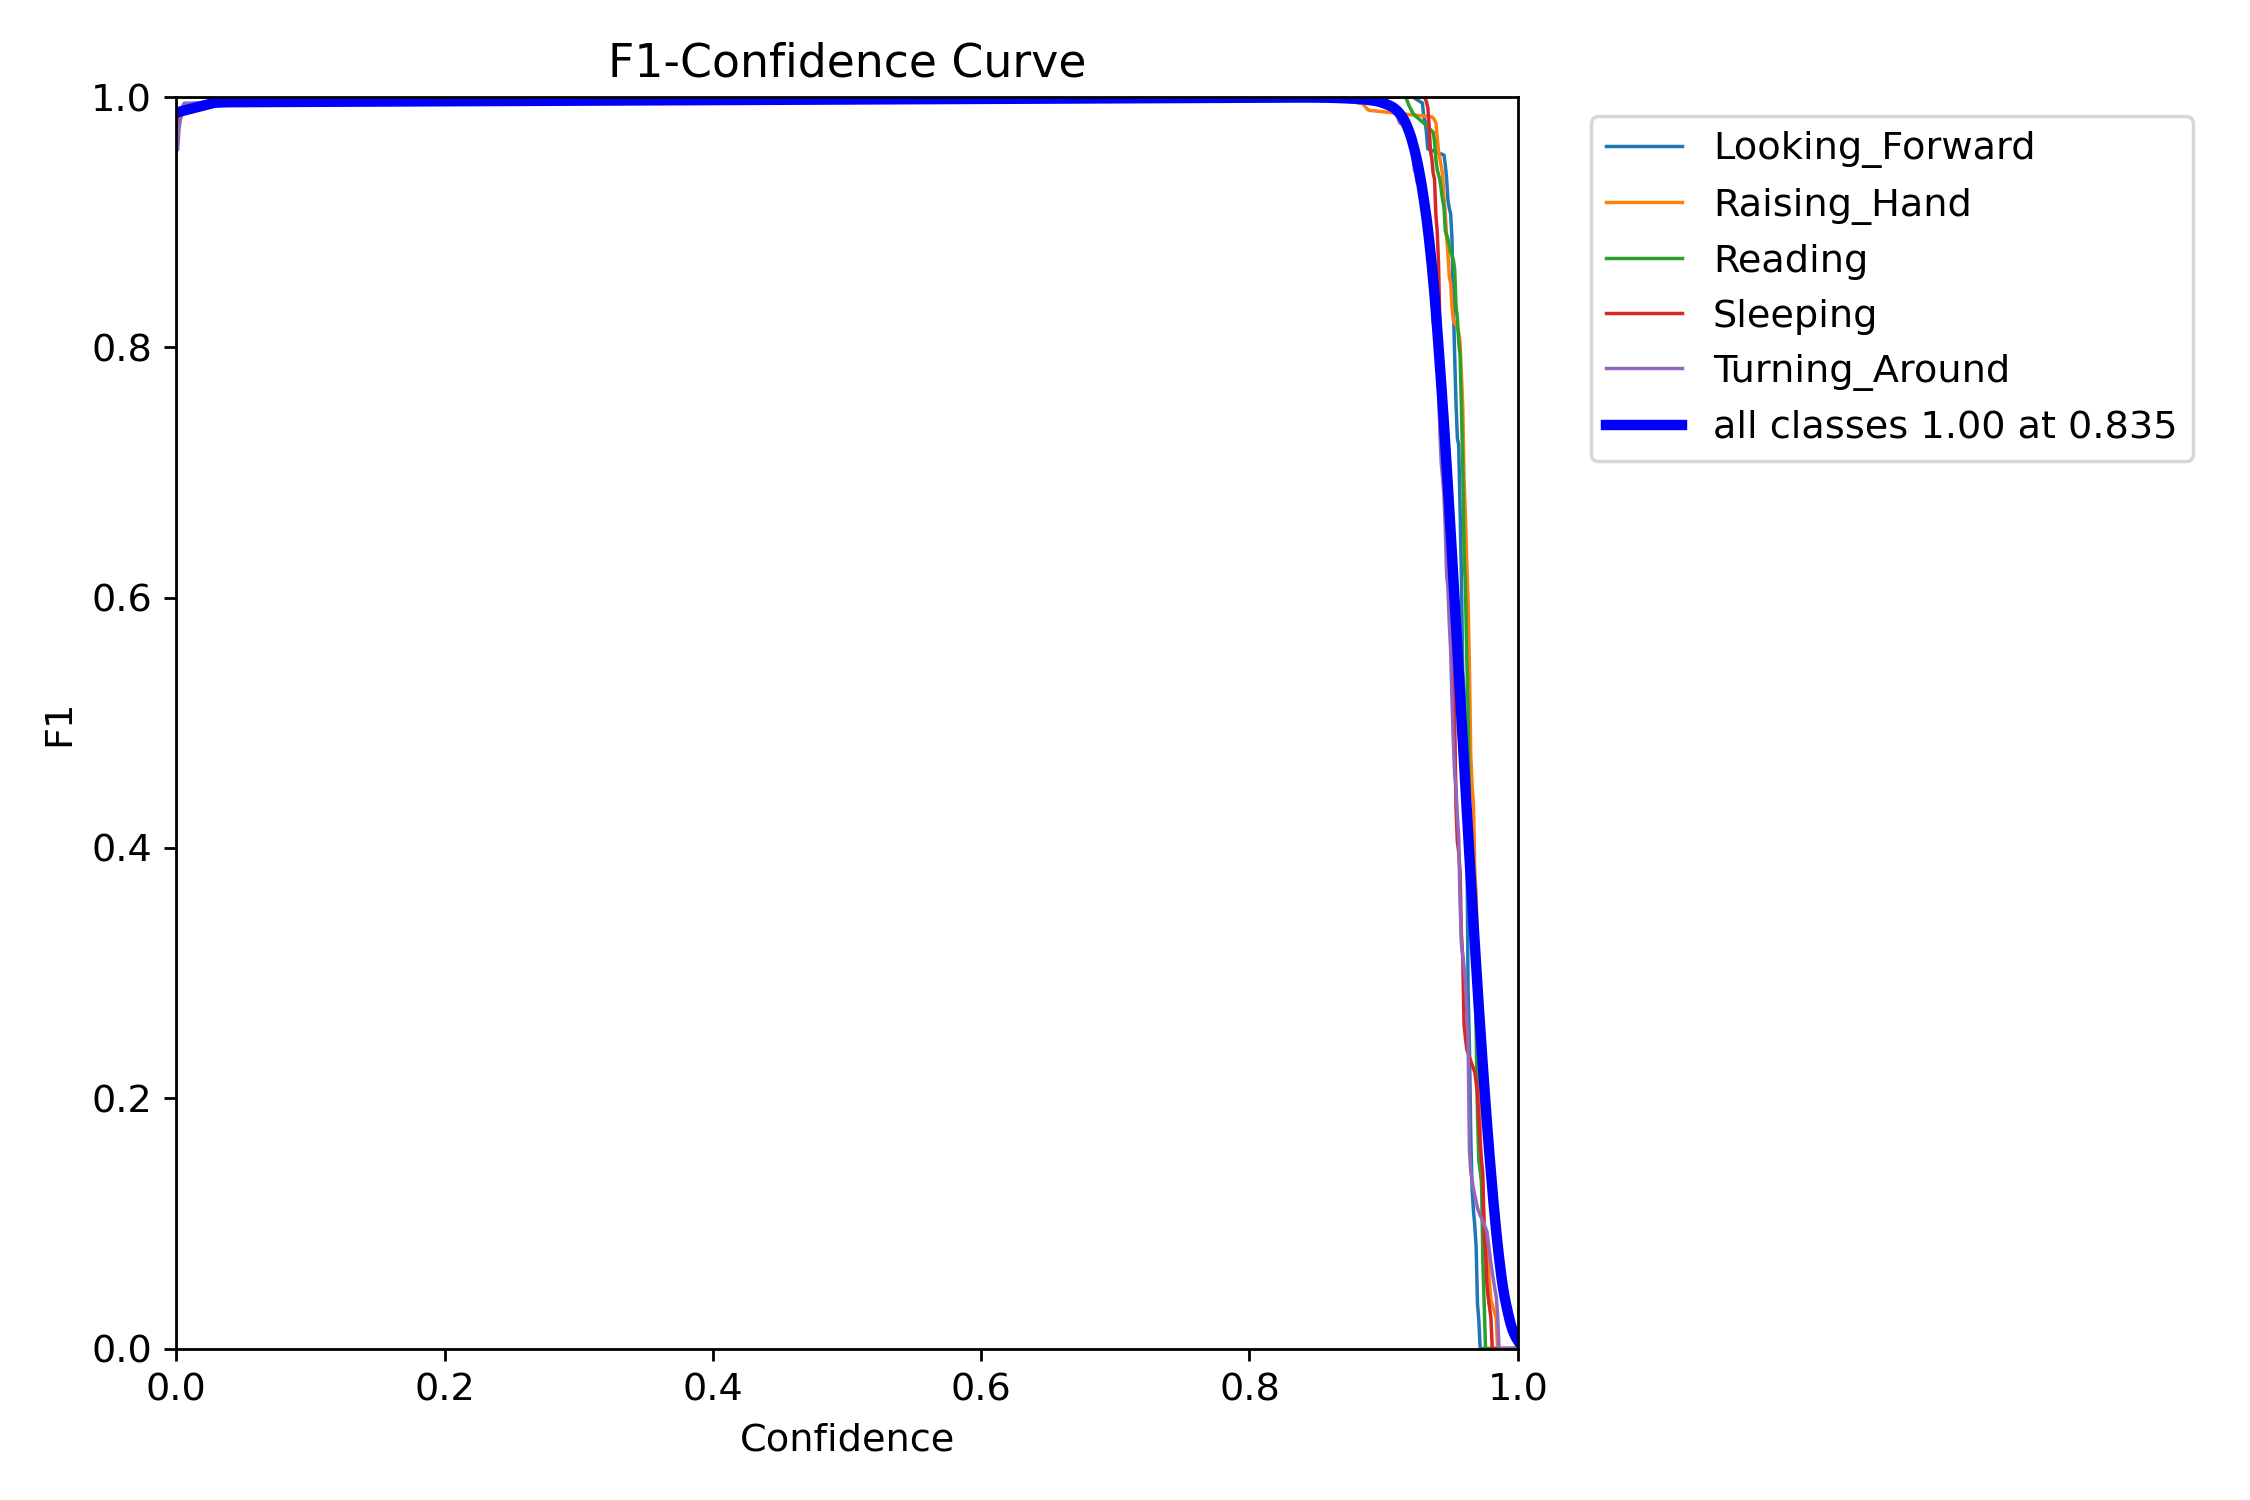 F1-Confidence Curve
1.0
0.8
0.6
0.4
0.2
0.0
F1
0.0 0.2 0.4 0.6 0.8 1.0
Confidence
Looking_Forward
Raising_Hand
Reading
Sleeping
Turning_Around
all classes 1.00 at 0.835